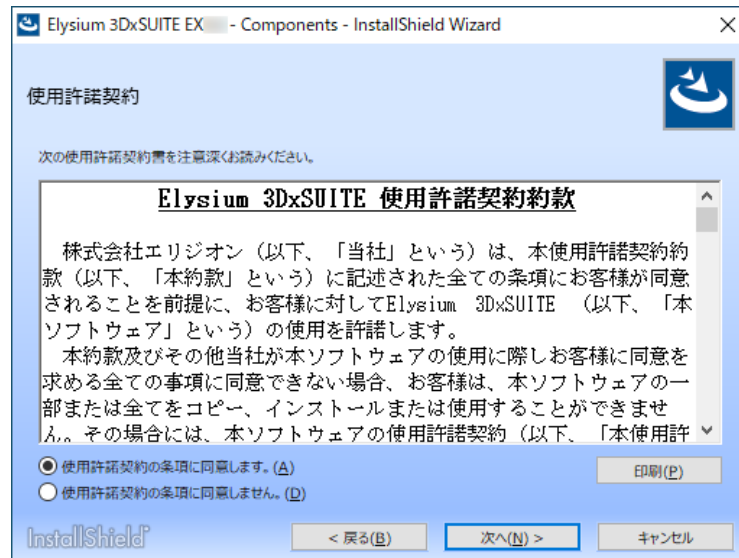 Elysium 3DxSUITE EX - Components - InstallShield Wizard
使用許諾契約
次の使用許諾契約書を注意深くお読みください。
Elysium 3DxSUITE 使用許諾契約約款
株式会社エリジオン（以下、「当社」という）は、本使用許諾契約約
款（以下、「本約款」という）に記述された全ての条項にお客様が同意
されることを前提に、お客様に対してElysium 3DxSUITE （以下、「本
ソフトウェア」という）の使用を許諾します。
本約款及びその他当社が本ソフトウェアの使用に際しお客様に同意を
求める全ての事項に同意できない場合、お客様は、本ソフトウェアの一
部または全てをコピー、インストールまたは使用することができませ
ん。その場合には、本ソフトウェアの使用許諾契約（以下、「本使用許
使用許諾契約の条項に同意します。(A)
印刷(P)
使用許諾契約の条項に同意しません。(D)
InstallShield
< 戻る(B)
次へ(N) >
キャンセル